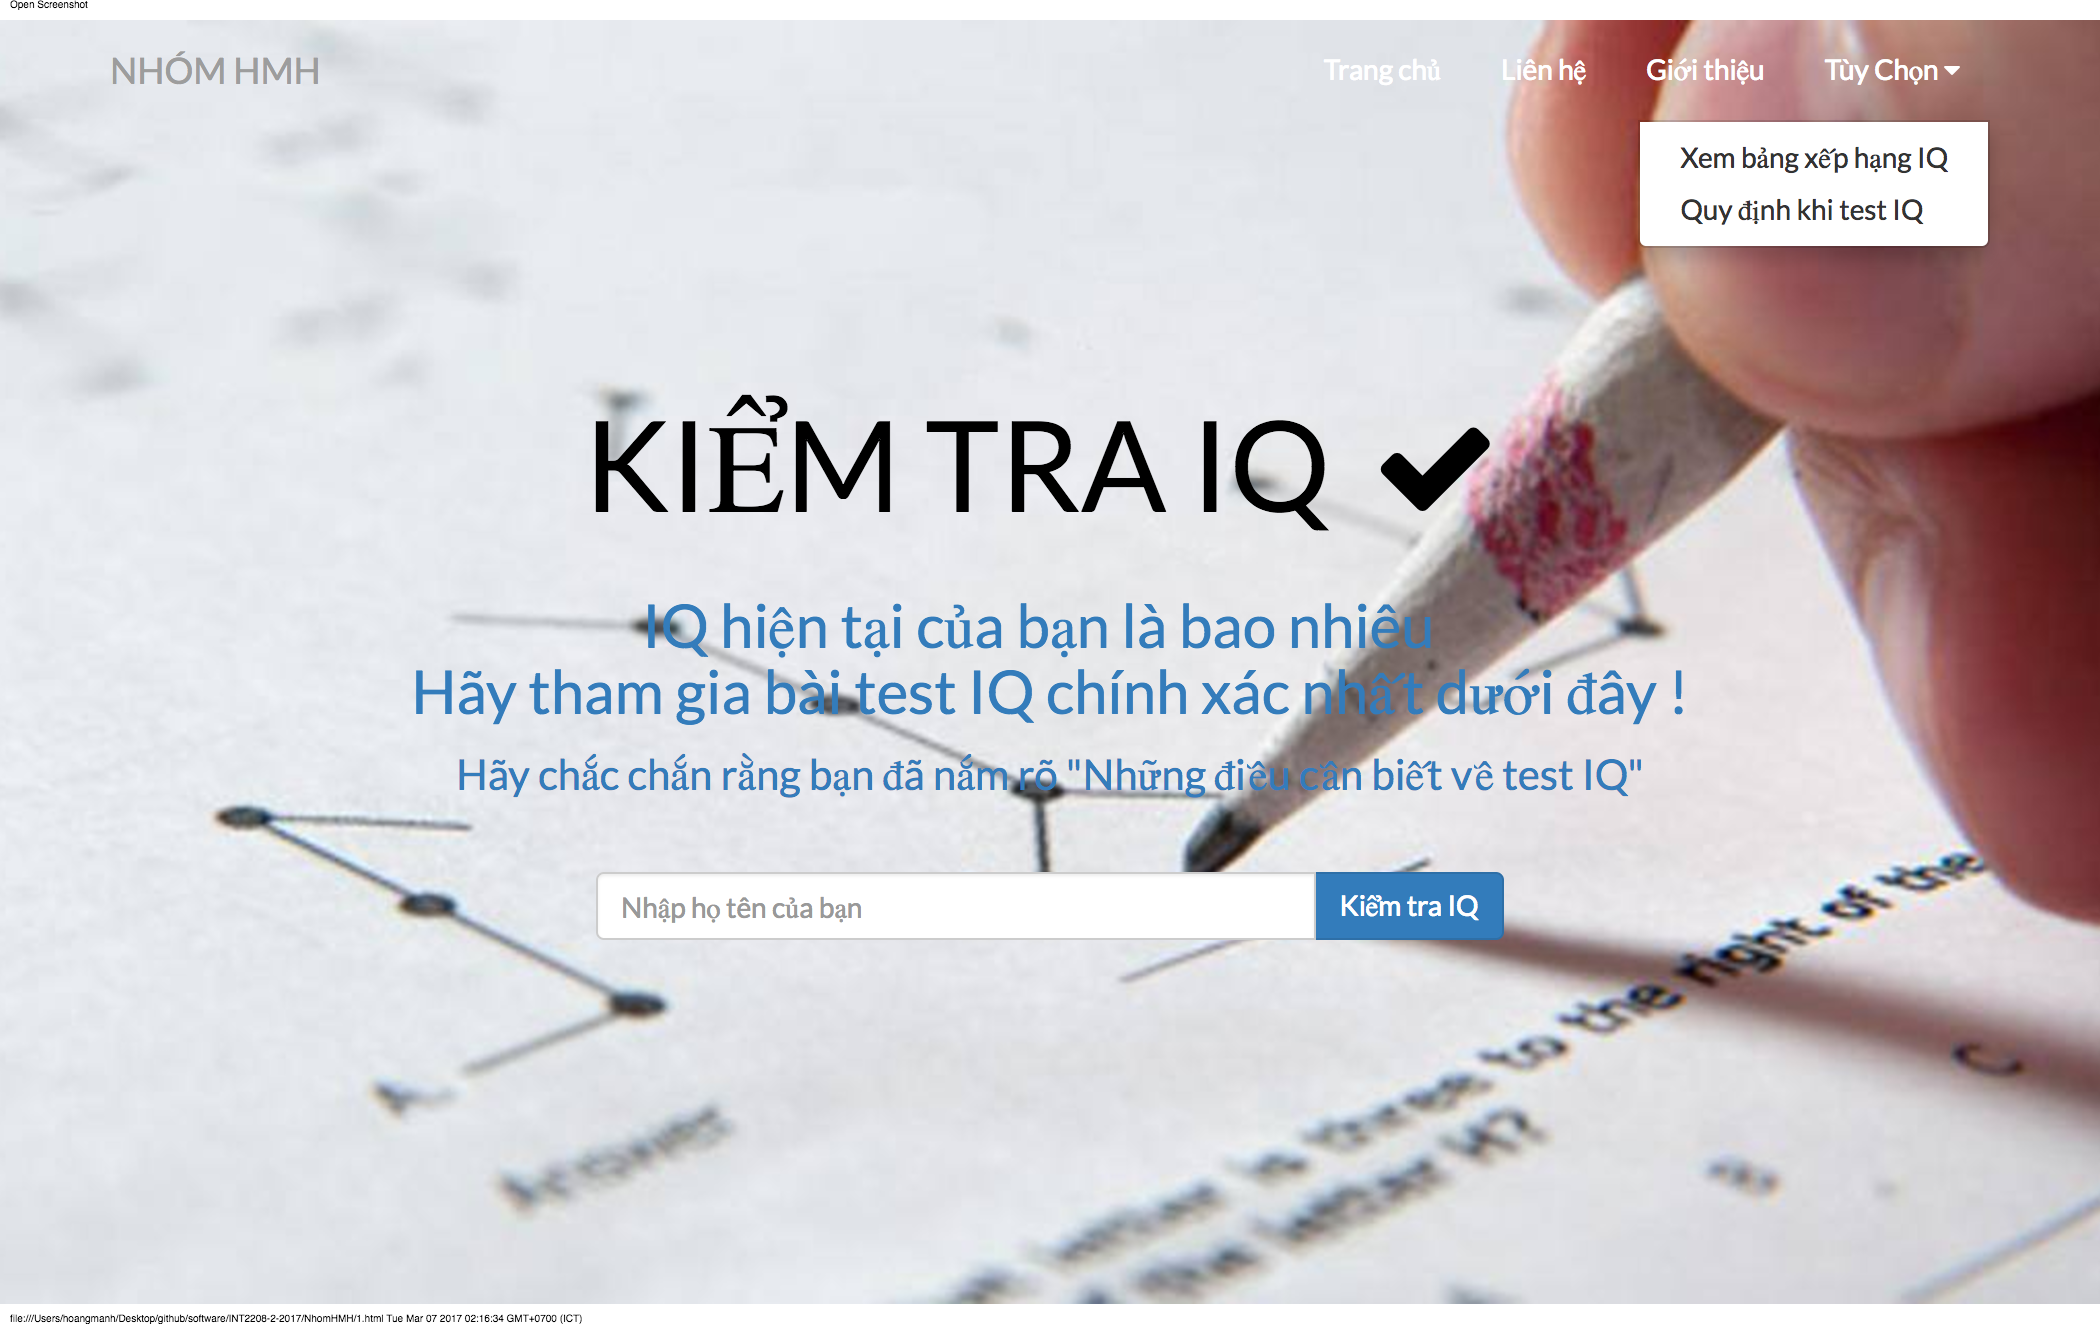 Open Screenshot
NHÓM HMH
Trang chủ
Liên hệ
Giới thiệu
Tùy Chọn
Xem bảng xếp hạng IQ
Quy định khi test IQ
KIỂM TRA IQ
IQ hiện tại của bạn là bao nhiêu
Hãy tham gia bài test IQ chính xác nhất dưới đây !
Hãy chắc chắn rằng bạn đã nắm rõ "Những điều cần biết về test IQ"
Nhập họ tên của bạn
Kiểm tra IQ
three to the right of the
the letter H?
A
B
C
file:///Users/hoangmanh/Desktop/github/software/INT2208-2-2017/NhomHMH/1.html Tue Mar 07 2017 02:16:34 GMT+0700 (ICT)